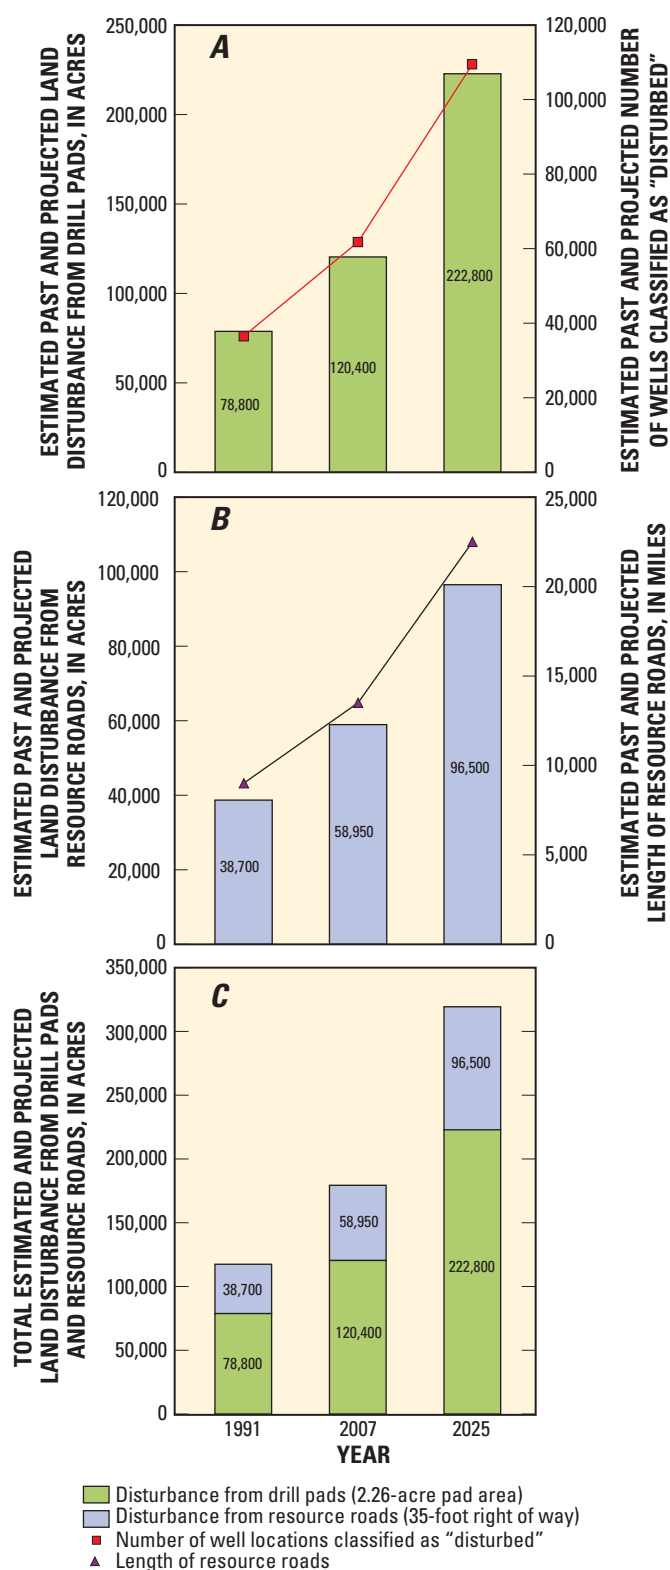 A
ESTIMATED PAST AND PROJECTED LAND
DISTURBANCE FROM DRILL PADS, IN ACRES
250,000
200,000
150,000
100,000
50,000
0
78,800
120,400
222,800
120,000
100,000
80,000
60,000
40,000
20,000
0
ESTIMATED PAST AND PROJECTED NUMBER
OF WELLS CLASSIFIED AS “DISTURBED”
B
ESTIMATED PAST AND PROJECTED
LAND DISTURBANCE FROM
RESOURCE ROADS, IN ACRES
120,000
100,000
80,000
60,000
40,000
20,000
0
38,700
58,950
96,500
25,000
20,000
15,000
10,000
5,000
0
ESTIMATED PAST AND PROJECTED
LENGTH OF RESOURCE ROADS, IN MILES
C
TOTAL ESTIMATED AND PROJECTED
LAND DISTURBANCE FROM DRILL PADS
AND RESOURCE ROADS, IN ACRES
350,000
300,000
250,000
200,000
150,000
100,000
50,000
0
38,700
78,800
58,950
120,400
96,500
222,800
1991
2007
2025
YEAR
Disturbance from drill pads (2.26-acre pad area)
Disturbance from resource roads (35-foot right of way)
Number of well locations classified as “disturbed”
Length of resource roads